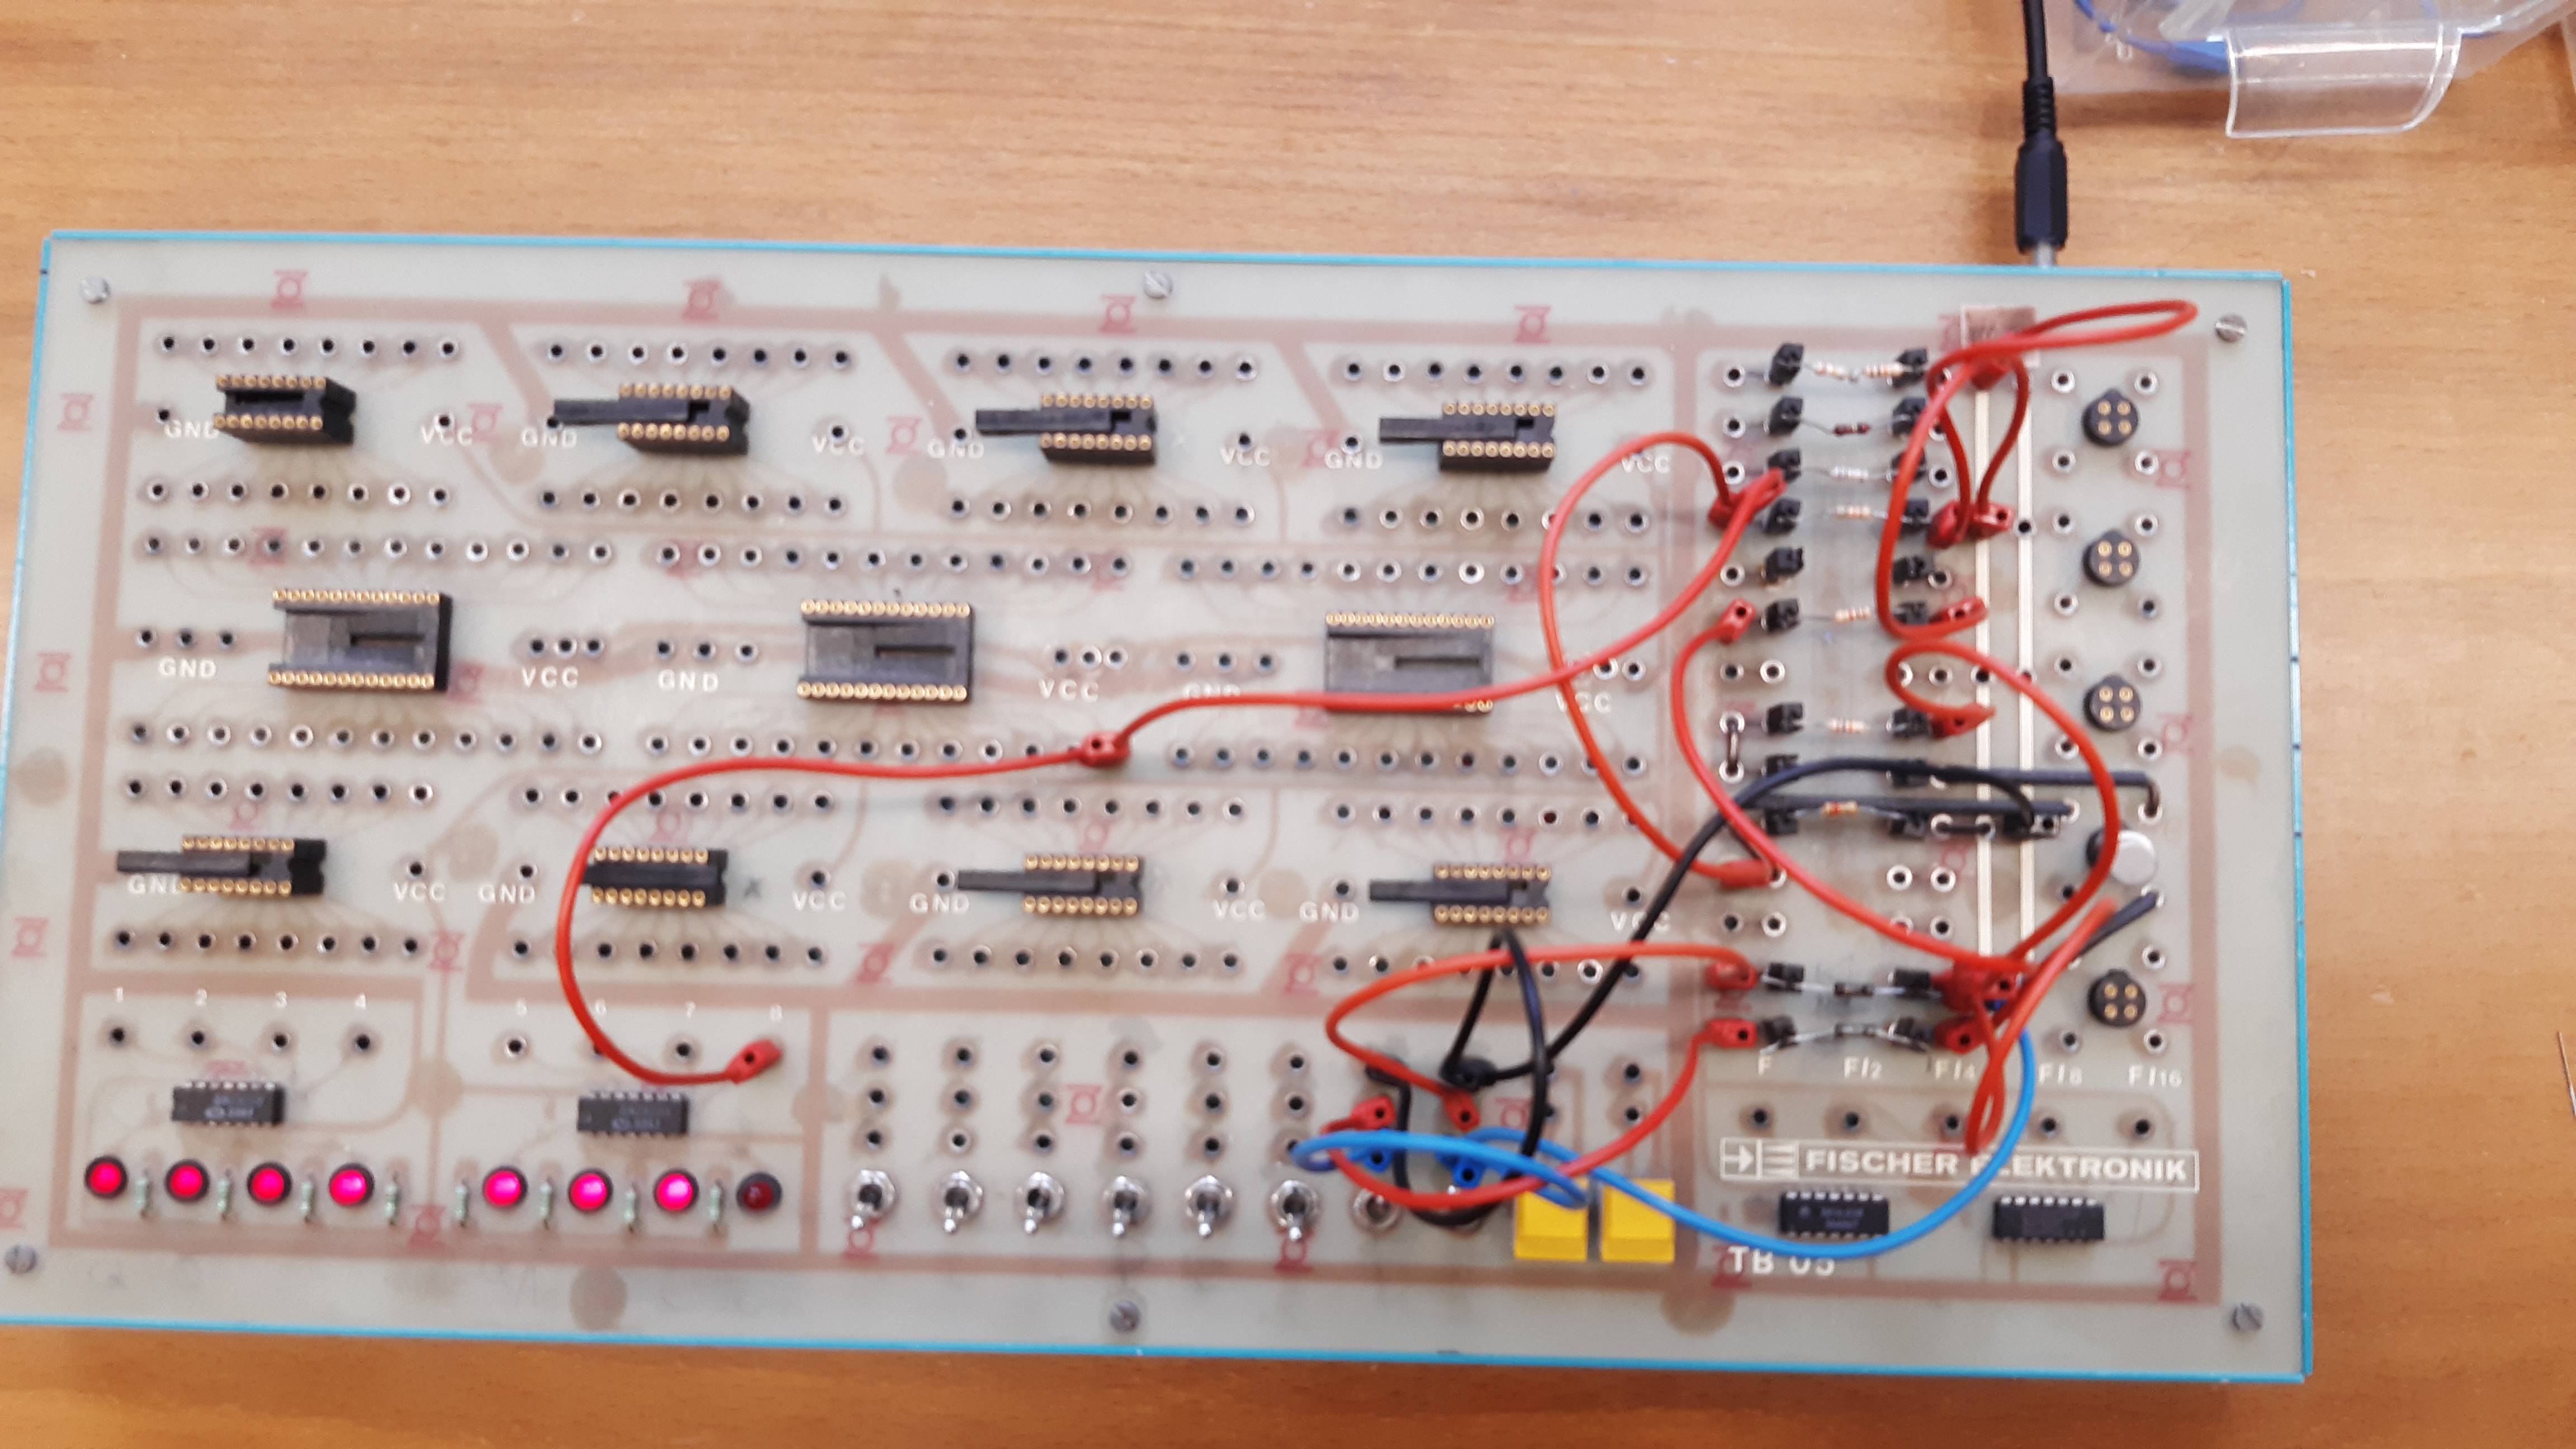 1
GND
GND
GND
2
3
4
VCC
VCC
GND
5
GND
VCC
6
GND
7
8
VCC
VCC
GND
GND
VCC
GND
VCC
VCC
GND
GND
VCC
VCC
VCC
TB 05
F
FISCHER ELEKTRONIK
F/2
F/4
F/8
F/16